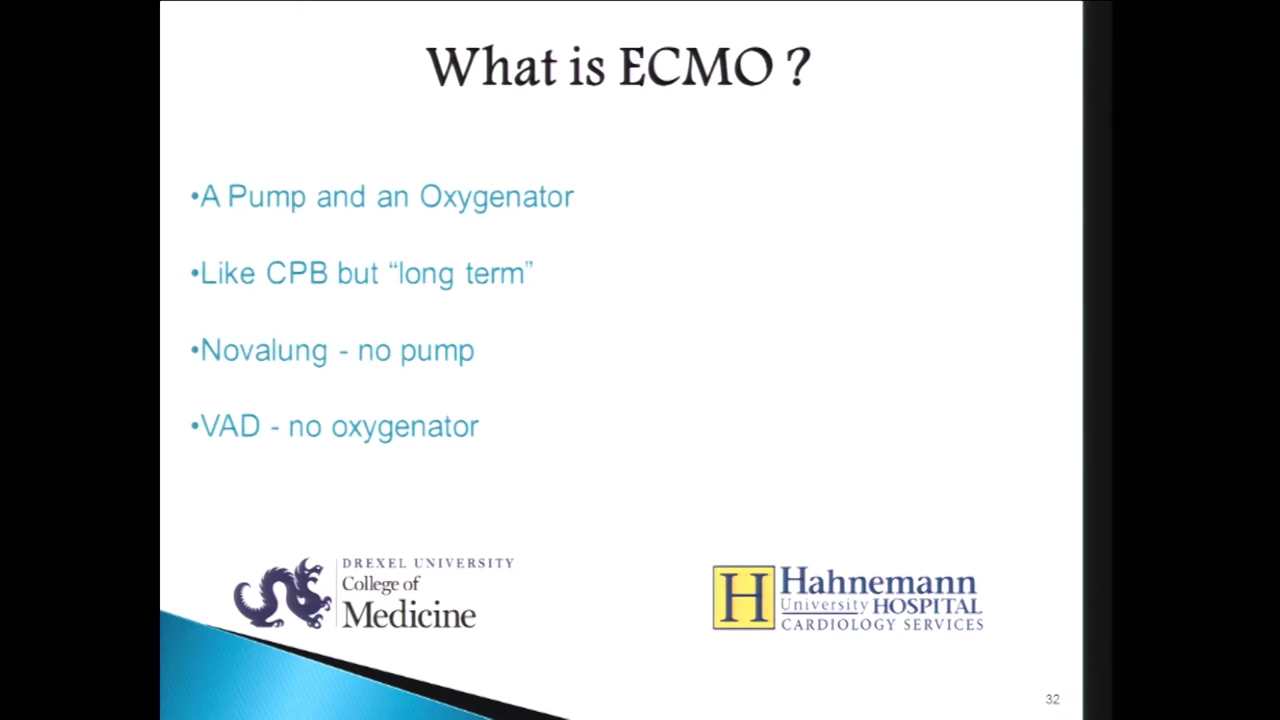 What is ECMO ?
•A Pump and an Oxygenator
•Like CPB but “long term”
•Novalung - no pump
•VAD - no oxygenator
DREXEL UNIVERSITY
College of
Medicine
H
Hahnemann
University HOSPITAL
CARDIOLOGY SERVICES
32